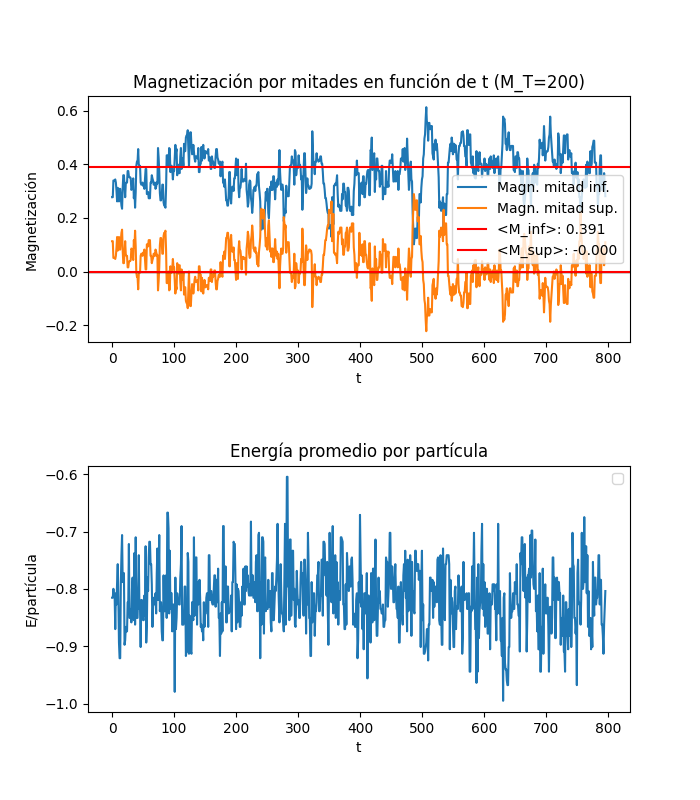 Magnetización por mitades en función de t (M_T=200)
Magnetización
0.6
0.4
0.2
0.0
−0.2
Magn. mitad inf.
Magn. mitad sup.
<M_inf>: 0.391
<M_sup>: -0.000
0 100 200 300 400 500 600 700 800
t
Energía promedio por partícula
E/partícula
−0.6
−0.7
−0.8
−0.9
−1.0
0 100 200 300 400 500 600 700 800
t